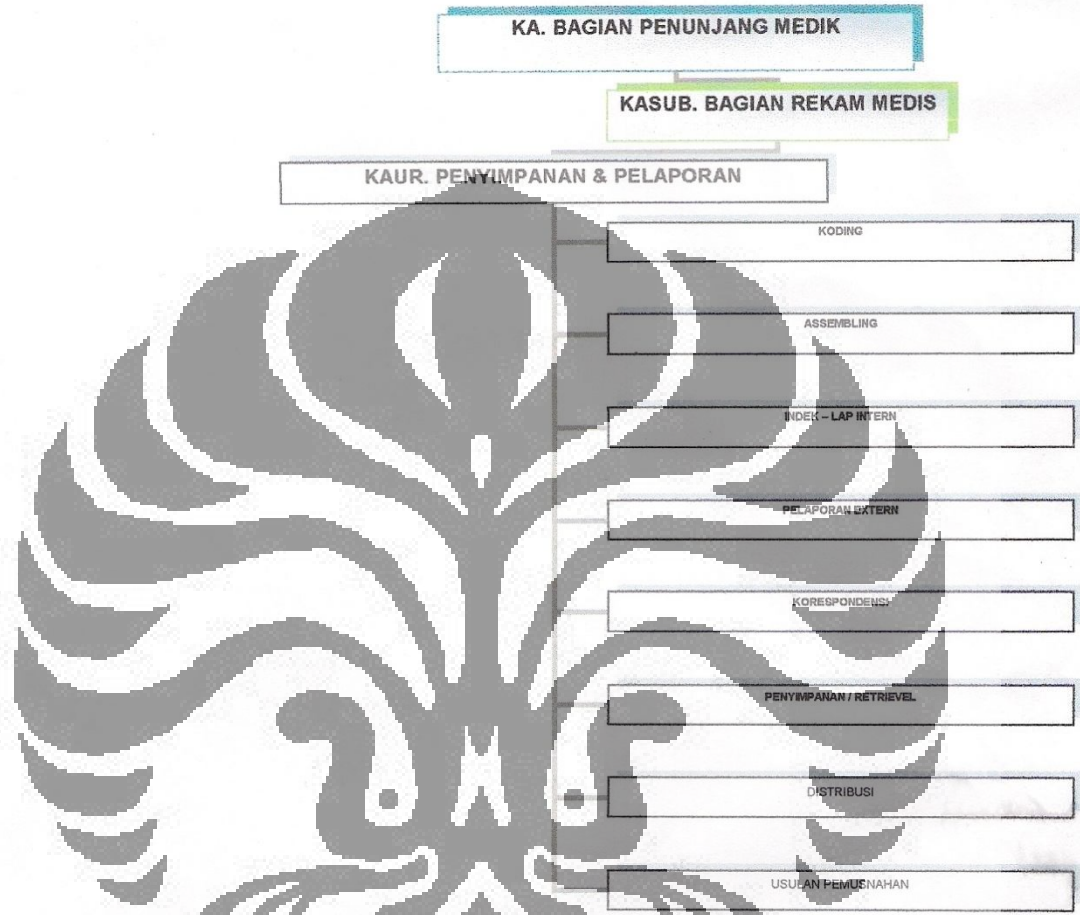 KA. BAGIAN PENUNJANG MEDIK
KASUB. BAGIAN REKAM MEDIS
KAUR. PENYIMPANAN & PELAPORAN
KODING
ASSEMBLING
INDEK – LAP INTERN
PELAPORAN EXTERN
KORESPONDENSI
PENYIMPANAN / RETRIEVEL
DISTRIBUSI
USULAN PEMUSNAHAN